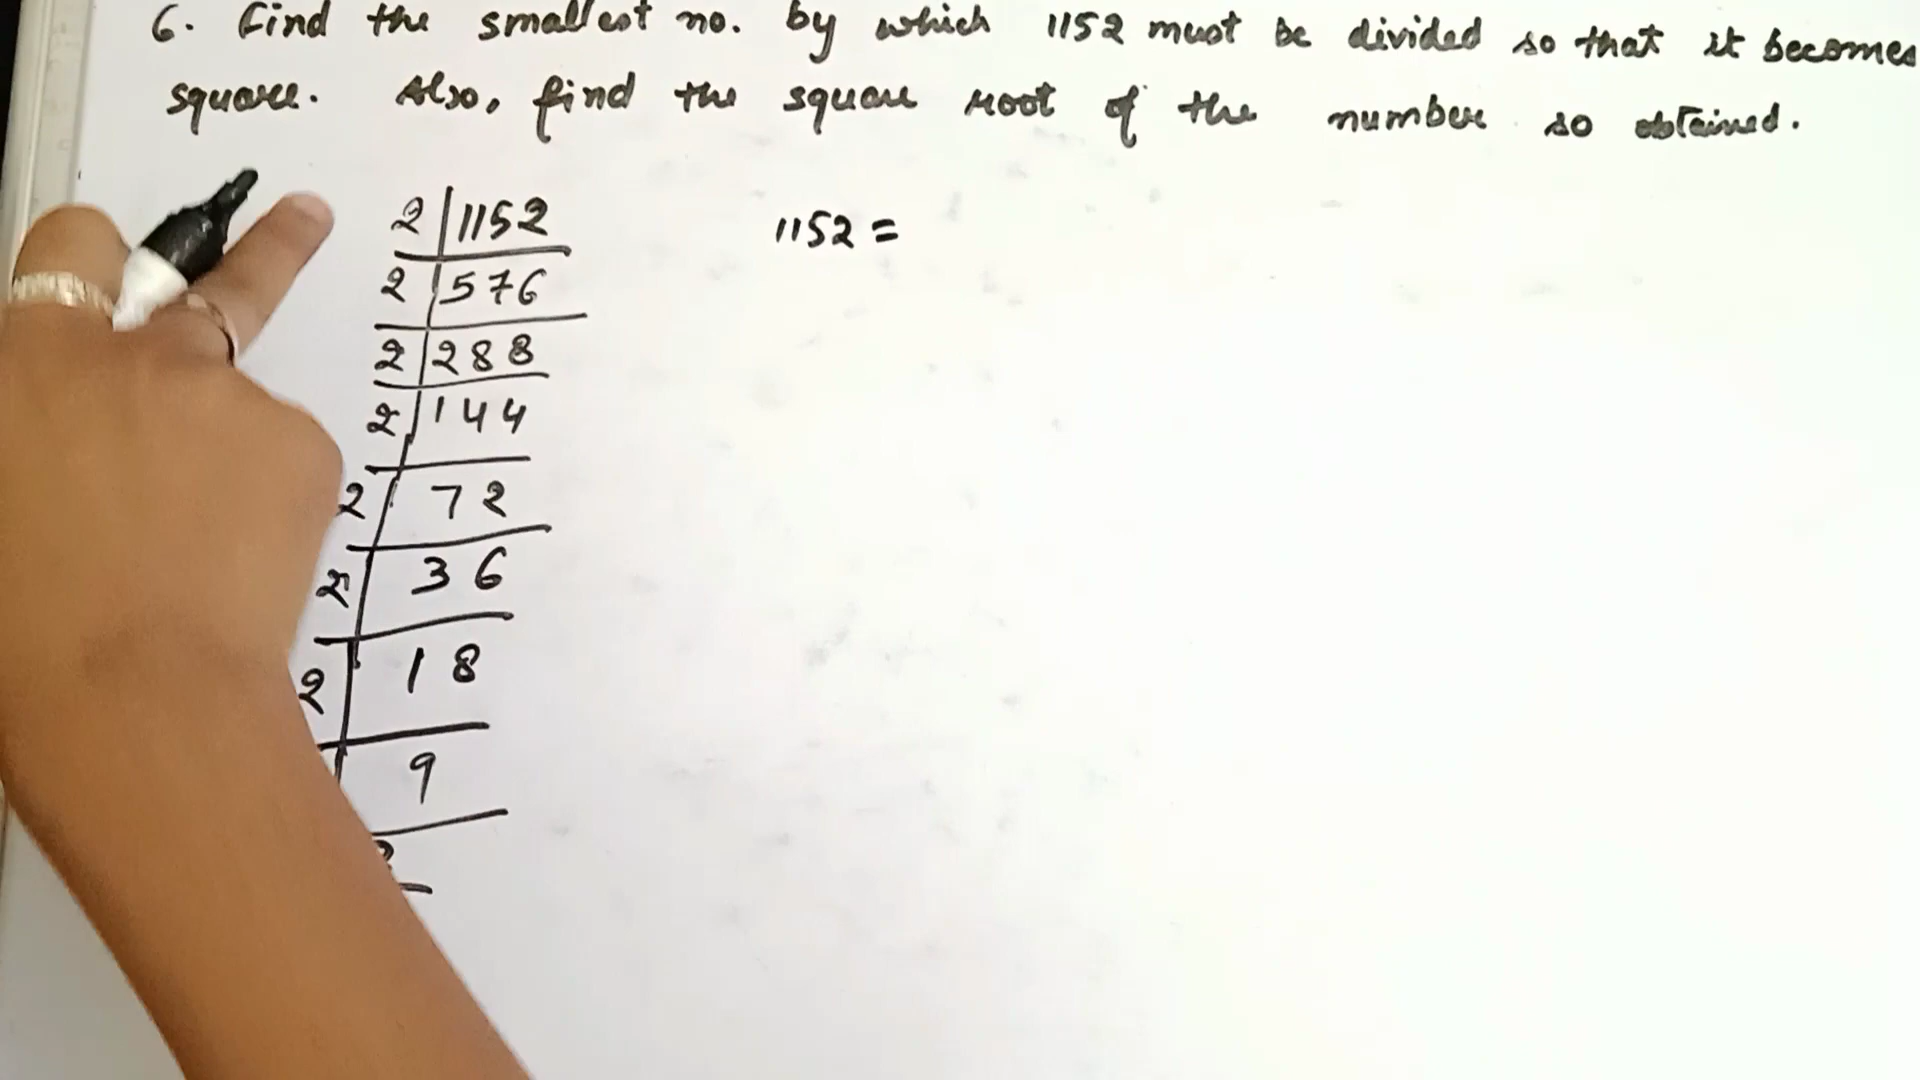 6. Find the smallest no. by which 1152 must be divided so that it becomes
square. Also, find the square root of the number so obtained.
2 | 1152
2 | 576
2 | 288
2 | 144
2 | 72
2 | 36
2 | 18
9
1152 =